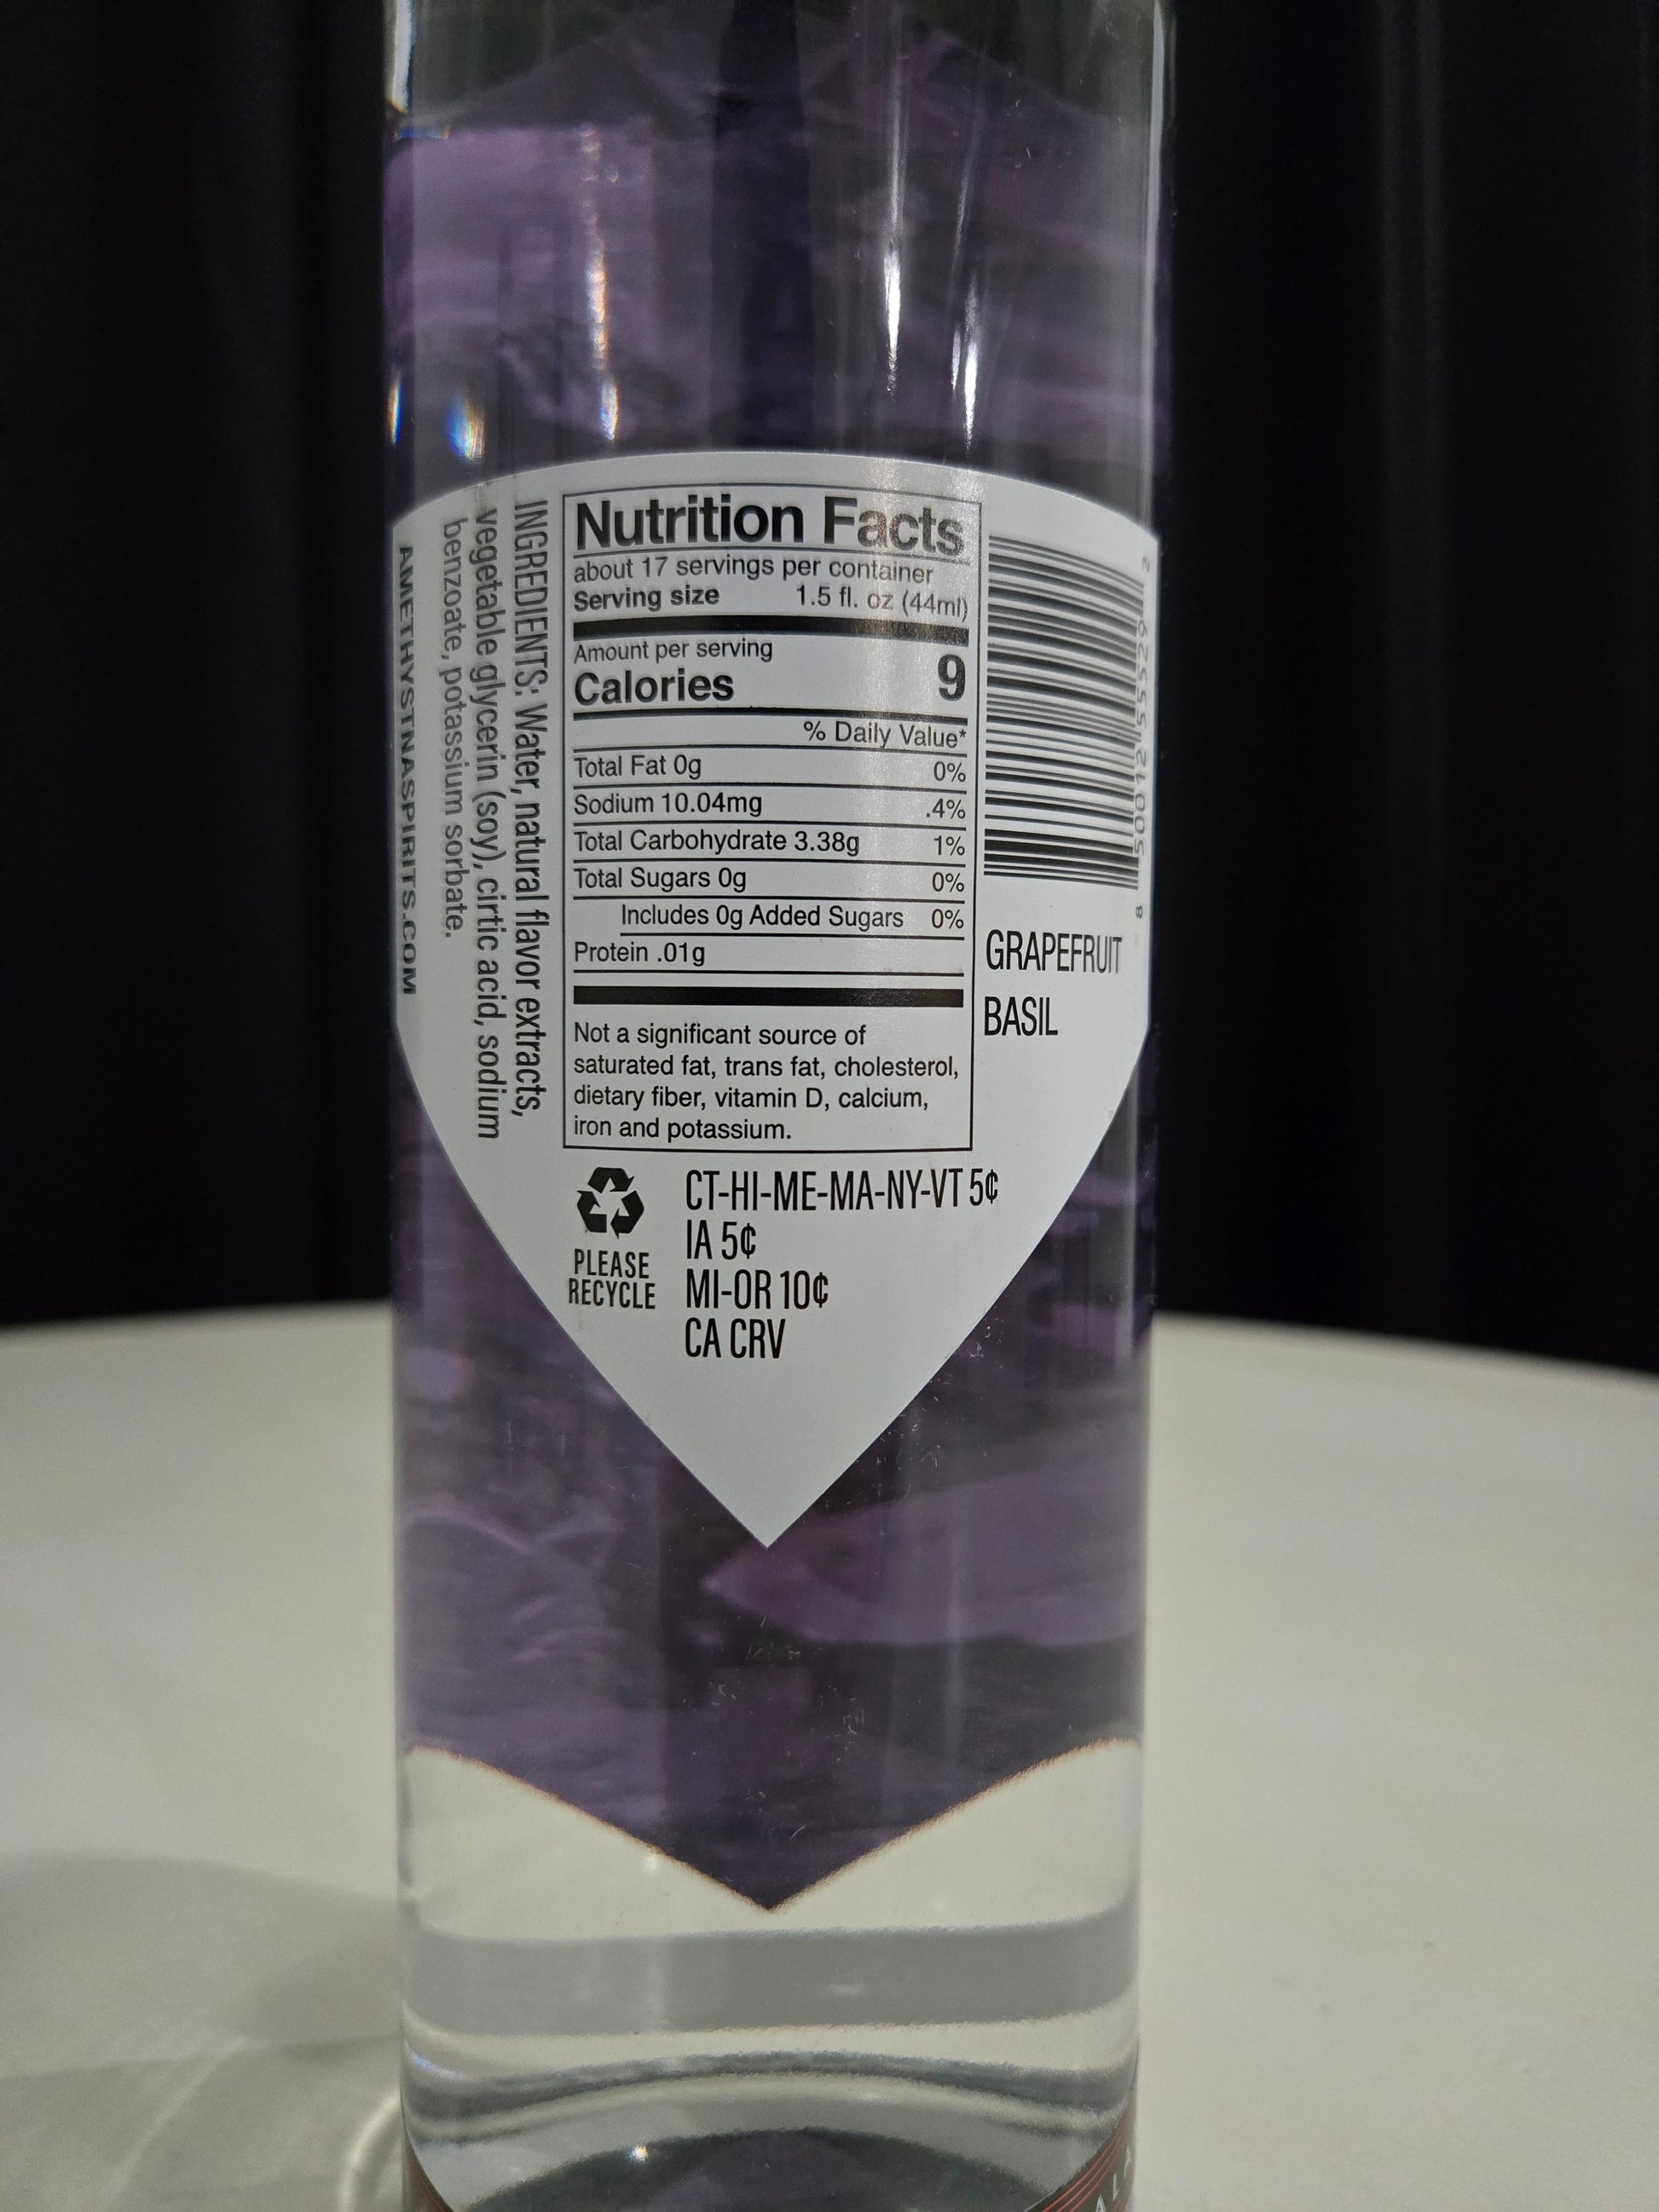 Nutrition Facts
about 17 servings per container
Serving size 1.5 fl. oz (44ml)
Amount per serving
Calories 9
% Daily Value*
Total Fat 0g 0%
Sodium 10.04mg .4%
Total Carbohydrate 3.38g 1%
Total Sugars 0g 0%
Includes 0g Added Sugars 0%
Protein .01g
Not a significant source of
saturated fat, trans fat, cholesterol,
dietary fiber, vitamin D, calcium,
iron and potassium.
INGREDIENTS: Water, natural flavor extracts,
vegetable glycerin (soy), cirtic acid, sodium
benzoate, potassium sorbate.
AMETHYSTNASPIRITS.COM
8 50012 55529 2
GRAPEFRUIT
BASIL
PLEASE
RECYCLE
CT-HI-ME-MA-NY-VT 5¢
IA 5¢
MI-OR 10¢
CA CRV